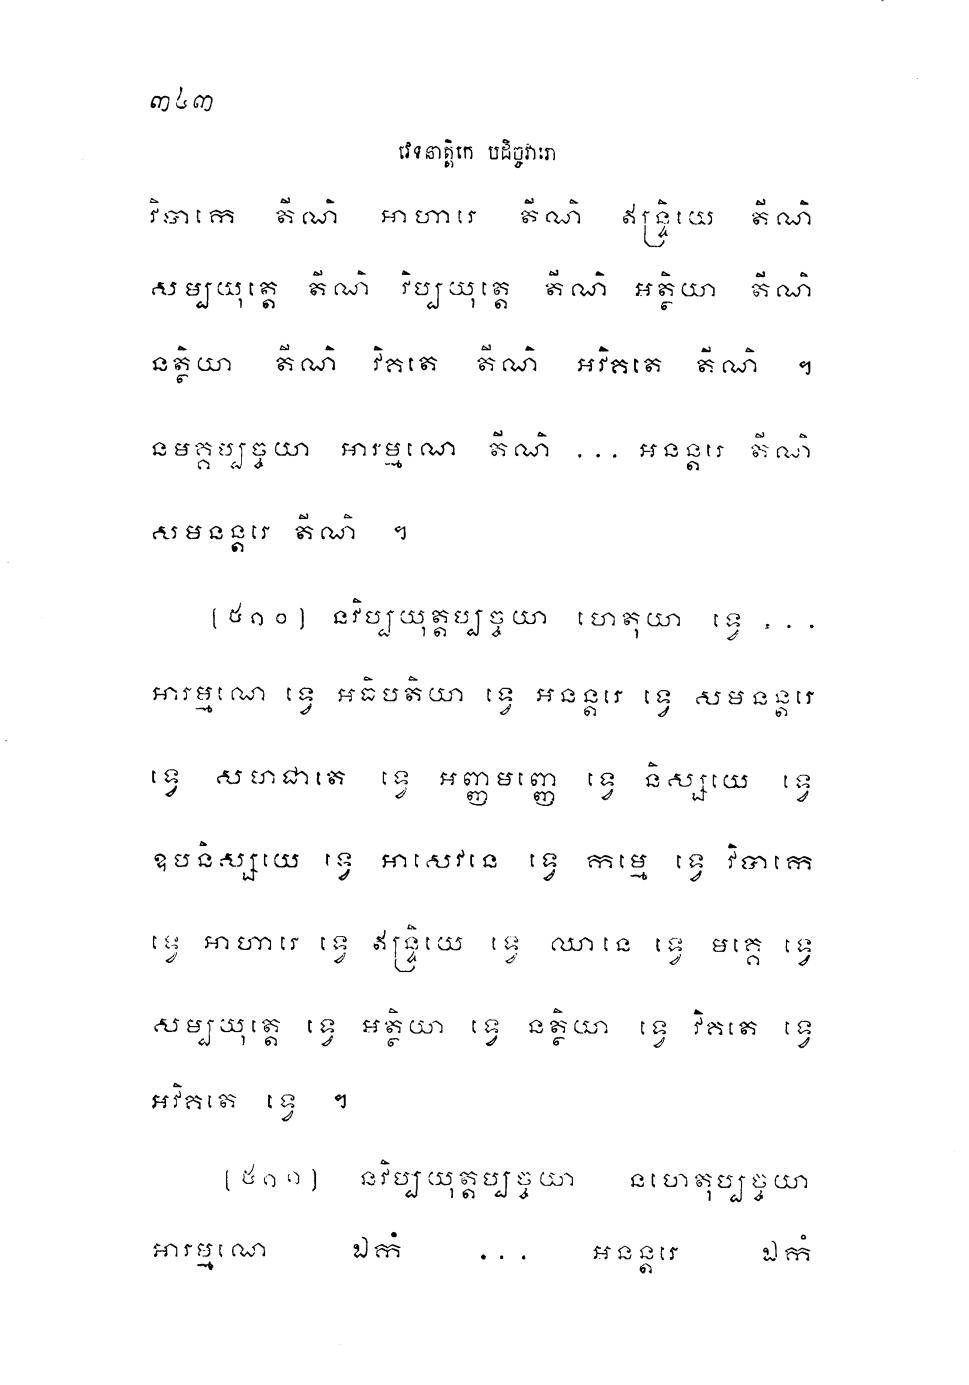 ៣៤៣
វេទនាត្តិកេ បដិច្ចវារោ
វិបាកេ តីណិ អាហារេ តីណិ ឥន្ទ្រិយេ តីណិ
សម្បយុត្តេ តីណិ វិប្បយុត្តេ តីណិ អត្ថិយា តីណិ
នត្ថិយា តីណិ វិគតេ តីណិ អវិគតេ តីណិ ។
នមគ្គប្បច្ចយា អារម្មណេ តីណិ ... អនន្តរេ តីណិ
សមនន្តរេ តីណិ ។
[៥៣០] នវិប្បយុត្តប្បច្ចយា ហេតុយា ទ្វេ ...
អារម្មណេ ទ្វេ អធិបតិយា ទ្វេ អនន្តរេ ទ្វេ សមនន្តរេ
ទ្វេ សហជាតេ ទ្វេ អញ្ញមញ្ញេ ទ្វេ និស្សយេ ទ្វេ
ឧបនិស្សយេ ទ្វេ អាសេវនេ ទ្វេ កម្មេ ទ្វេ វិបាកេ
ទ្វេ អាហារេ ទ្វេ ឥន្ទ្រិយេ ទ្វេ ឈានេ ទ្វេ មគ្គេ ទ្វេ
សម្បយុត្តេ ទ្វេ អត្ថិយា ទ្វេ នត្ថិយា ទ្វេ វិគតេ ទ្វេ
អវិគតេ ទ្វេ ។
[៥៣១] នវិប្បយុត្តប្បច្ចយា នហេតុប្បច្ចយា
អារម្មណេ ឯកំ ... អនន្តរេ ឯកំ